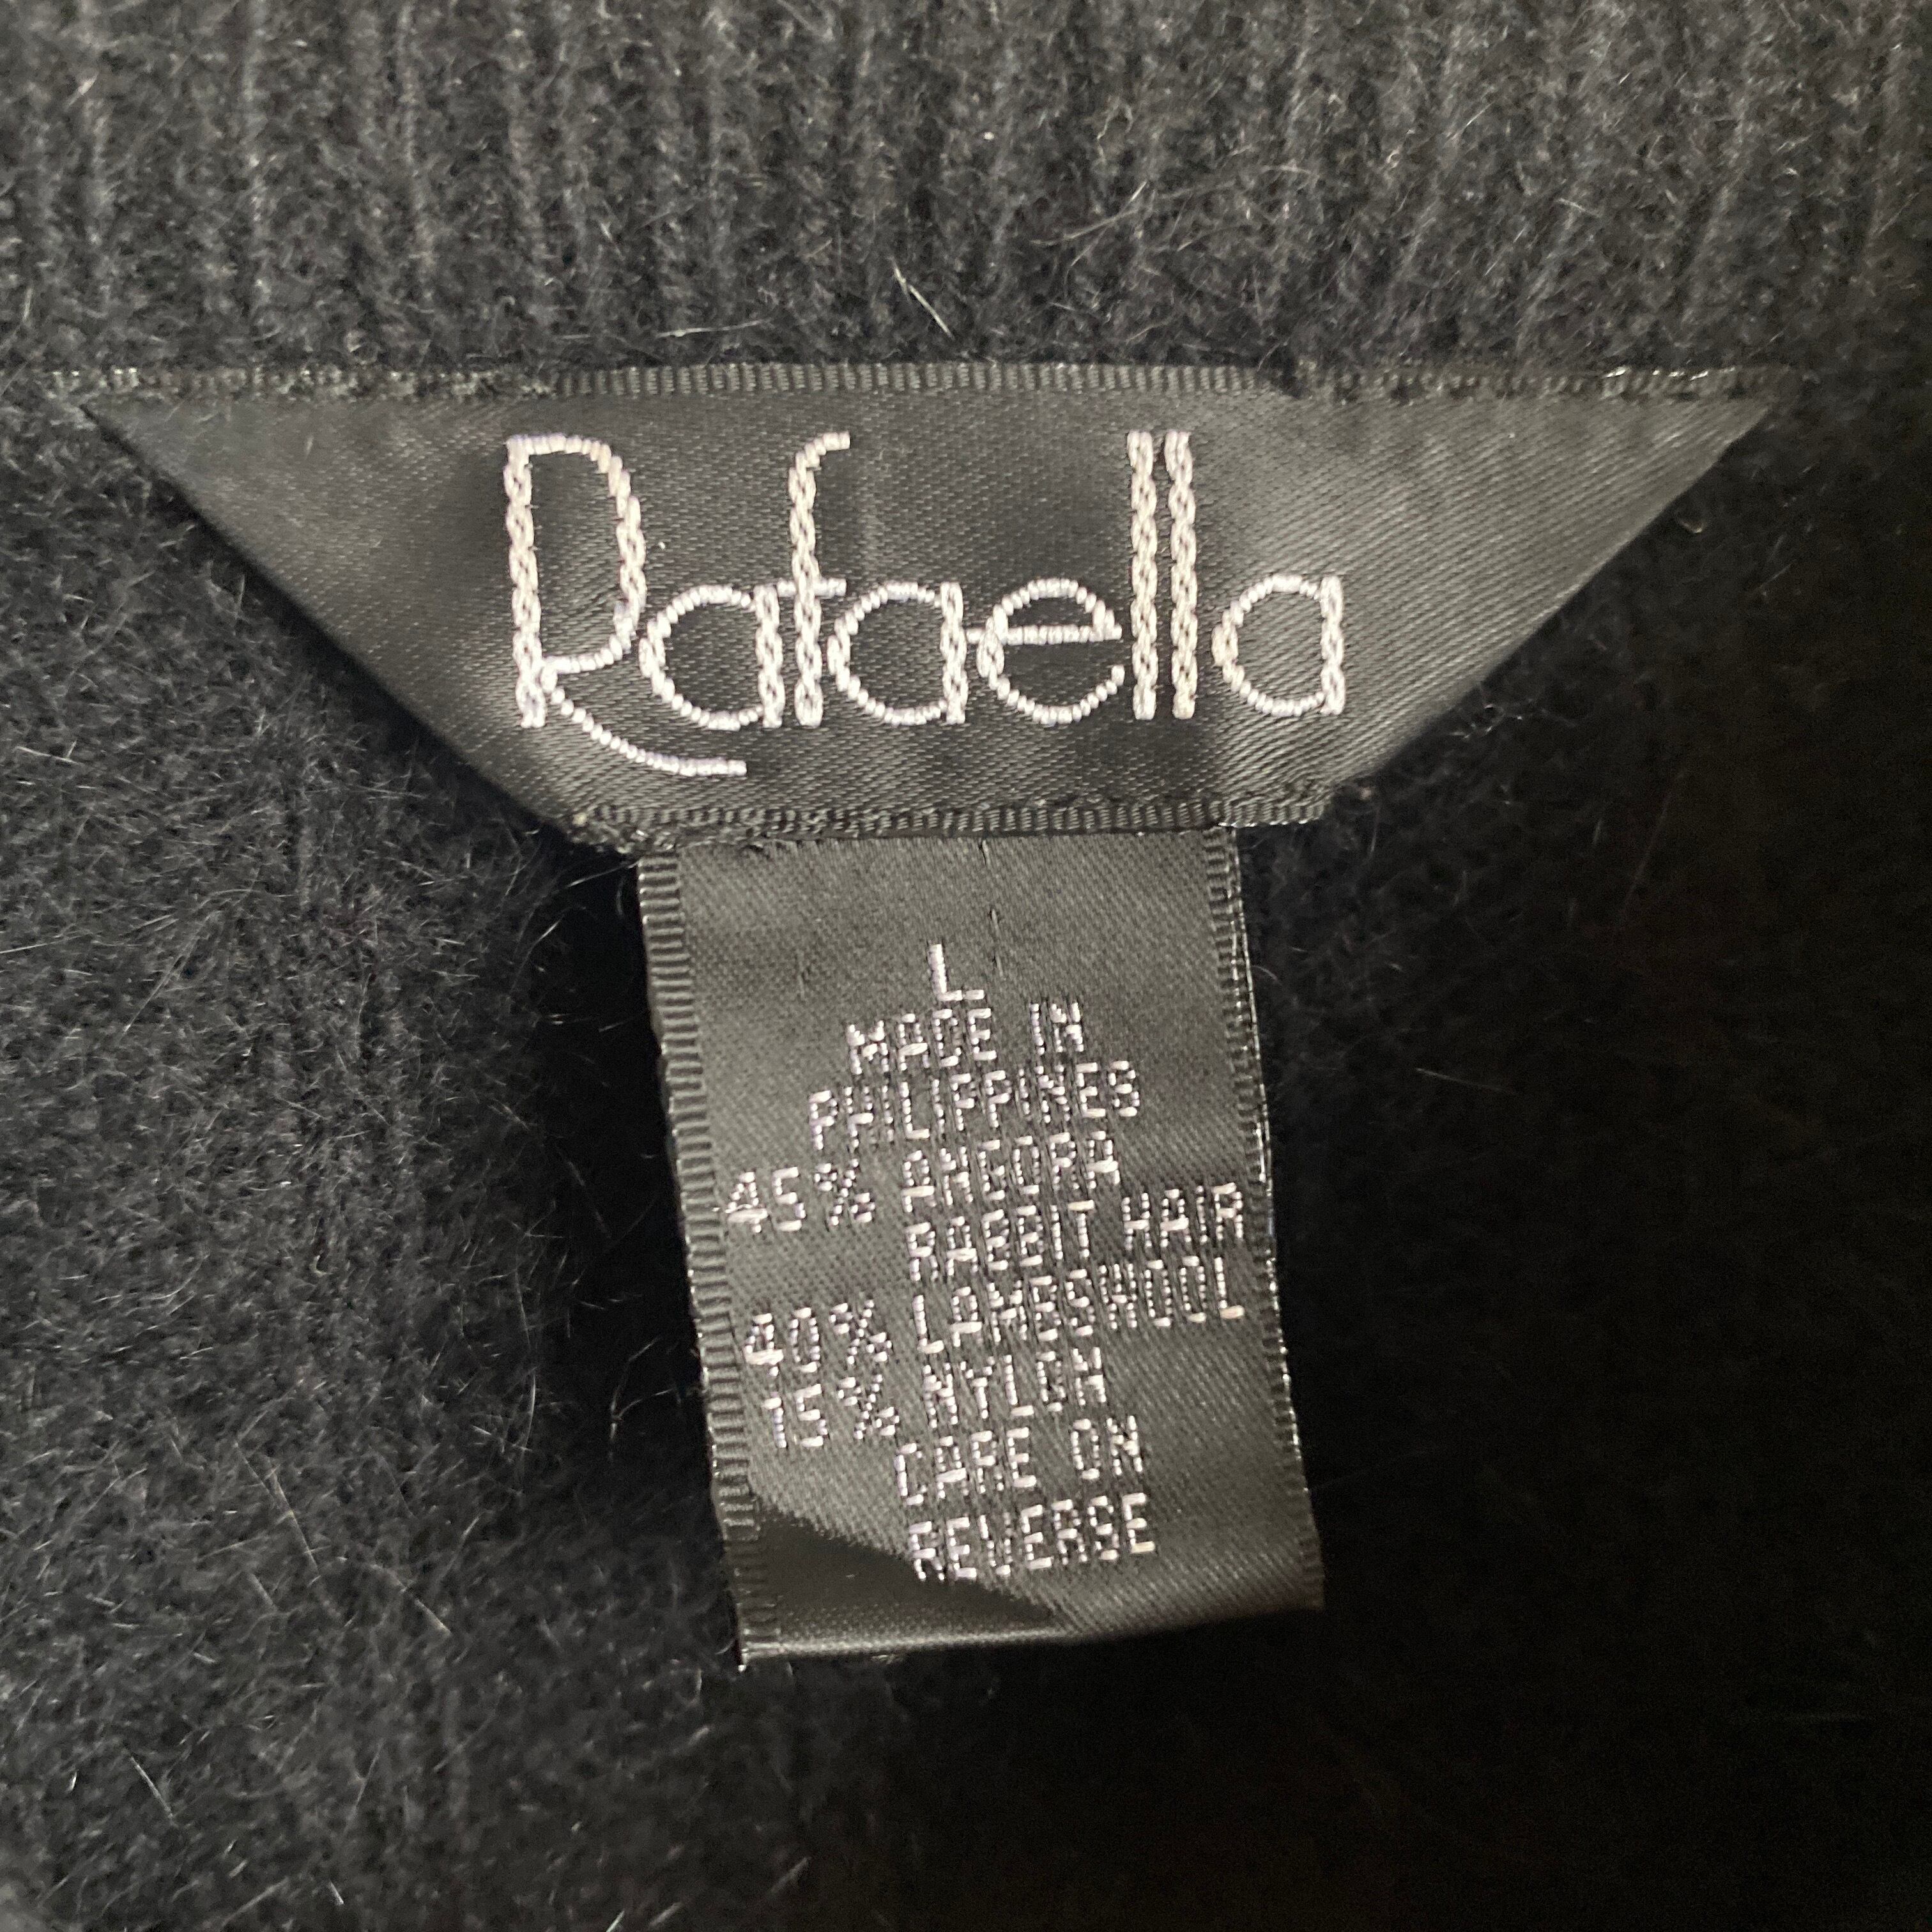 Rafaella
L
MADE IN
PHILIPPINES
45% ANGORA
RABBIT HAIR
40% LAMBSWOOL
15% NYLON
CARE ON
REVERSE